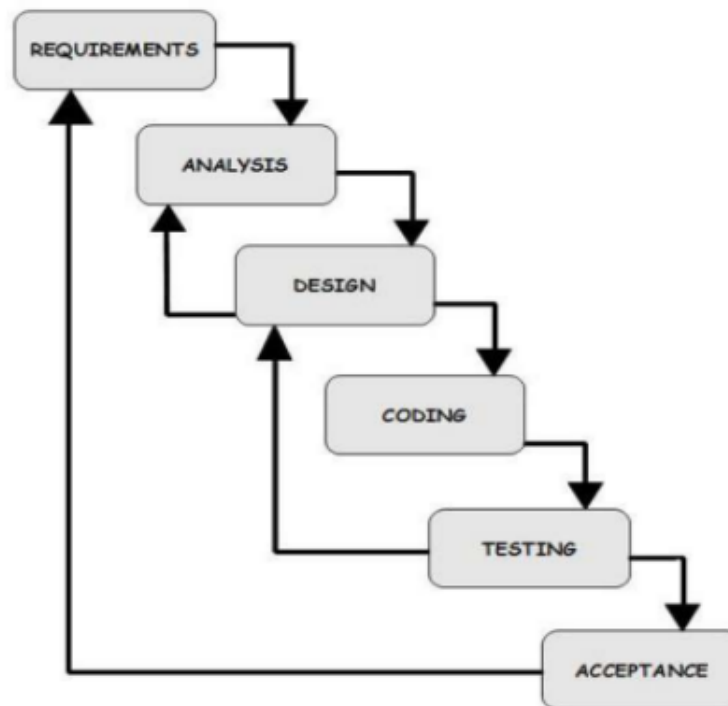 REQUIREMENTS
ANALYSIS
DESIGN
CODING
TESTING
ACCEPTANCE